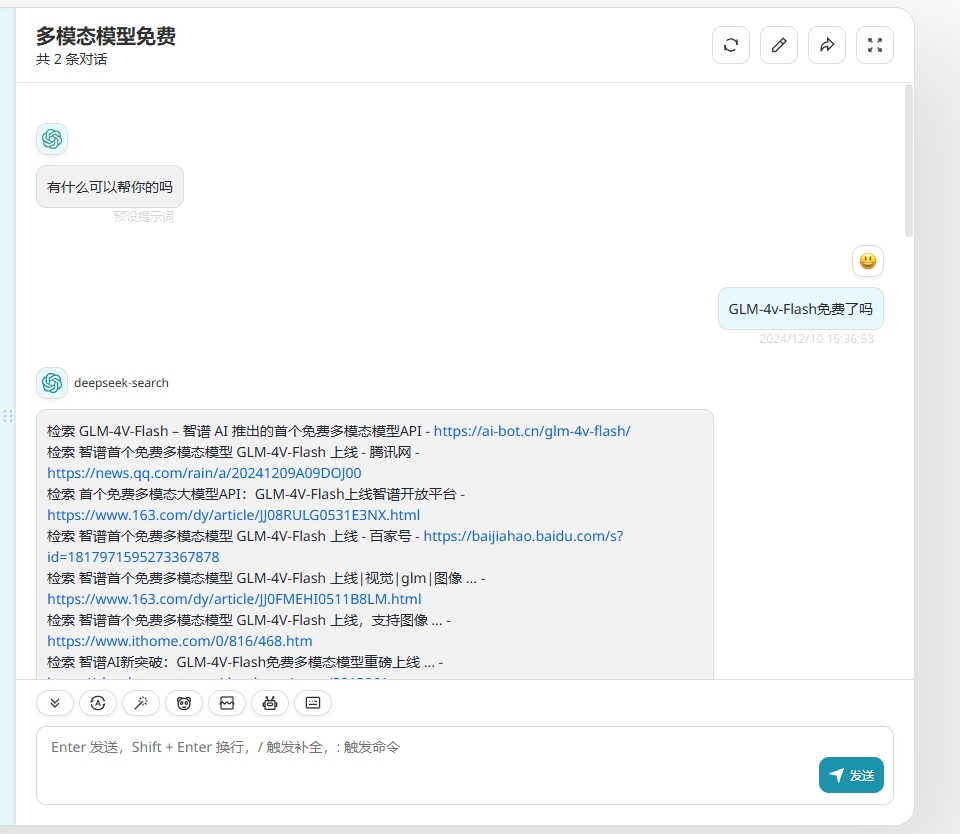 多模态模型免费
共 2 条对话
有什么可以帮你的吗
预设提示词
GLM-4v-Flash免费了吗
2024/12/10 15:36:53
deepseek-search
检索 GLM-4V-Flash – 智谱 AI 推出的首个免费多模态模型API - https://ai-bot.cn/glm-4v-flash/
检索 智谱首个免费多模态模型 GLM-4V-Flash 上线 - 腾讯网 -
https://news.qq.com/rain/a/20241209A09DOJ00
检索 首个免费多模态大模型API：GLM-4V-Flash上线智谱开放平台 -
https://www.163.com/dy/article/JJ08RULG0531E3NX.html
检索 智谱首个免费多模态模型 GLM-4V-Flash 上线 - 百家号 - https://baijiahao.baidu.com/s?
id=1817971595273367878
检索 智谱首个免费多模态模型 GLM-4V-Flash 上线|视觉|glm|图像 ... -
https://www.163.com/dy/article/JJ0FMEHI0511B8LM.html
检索 智谱首个免费多模态模型 GLM-4V-Flash 上线，支持图像 ... -
https://www.ithome.com/0/816/468.htm
检索 智谱AI新突破：GLM-4V-Flash免费多模态模型重磅上线 ... -
Enter 发送，Shift + Enter 换行，/ 触发补全，: 触发命令
发送